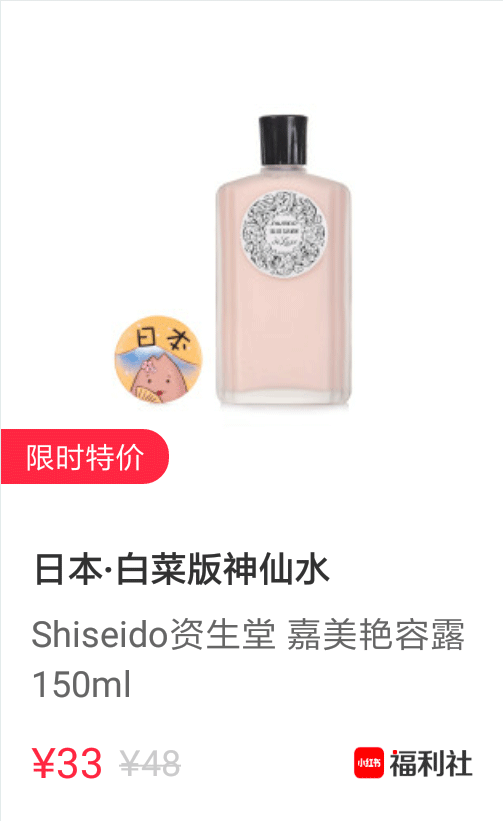 日本
限时特价
日本·白菜版神仙水
Shiseido资生堂 嘉美艳容露
150ml
¥33 ¥48
小红书 福利社